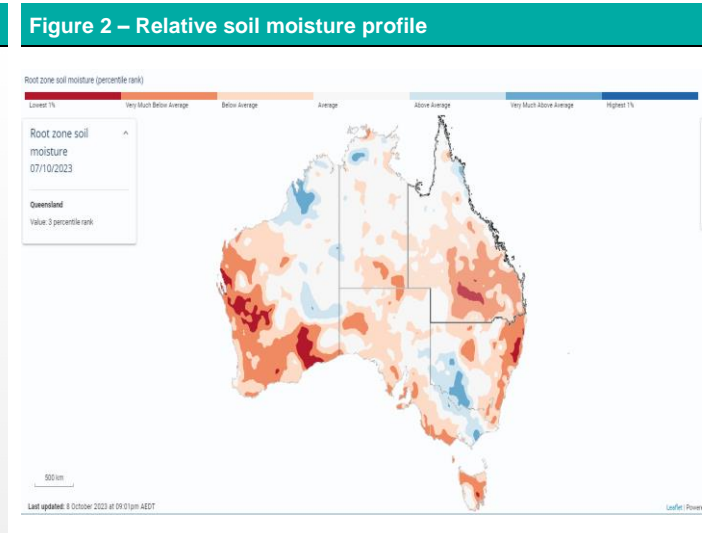 Figure 2 – Relative soil moisture profile
Root zone soil moisture (percentile rank)
Lowest 1% Very Much Below Average Below Average Average Above Average Very Much Above Average Highest 1%
Root zone soil
moisture
07/10/2023
Queensland
Value: 3 percentile rank
500 km
Last updated: 8 October 2023 at 09:01pm AEDT
Leaflet | Powere